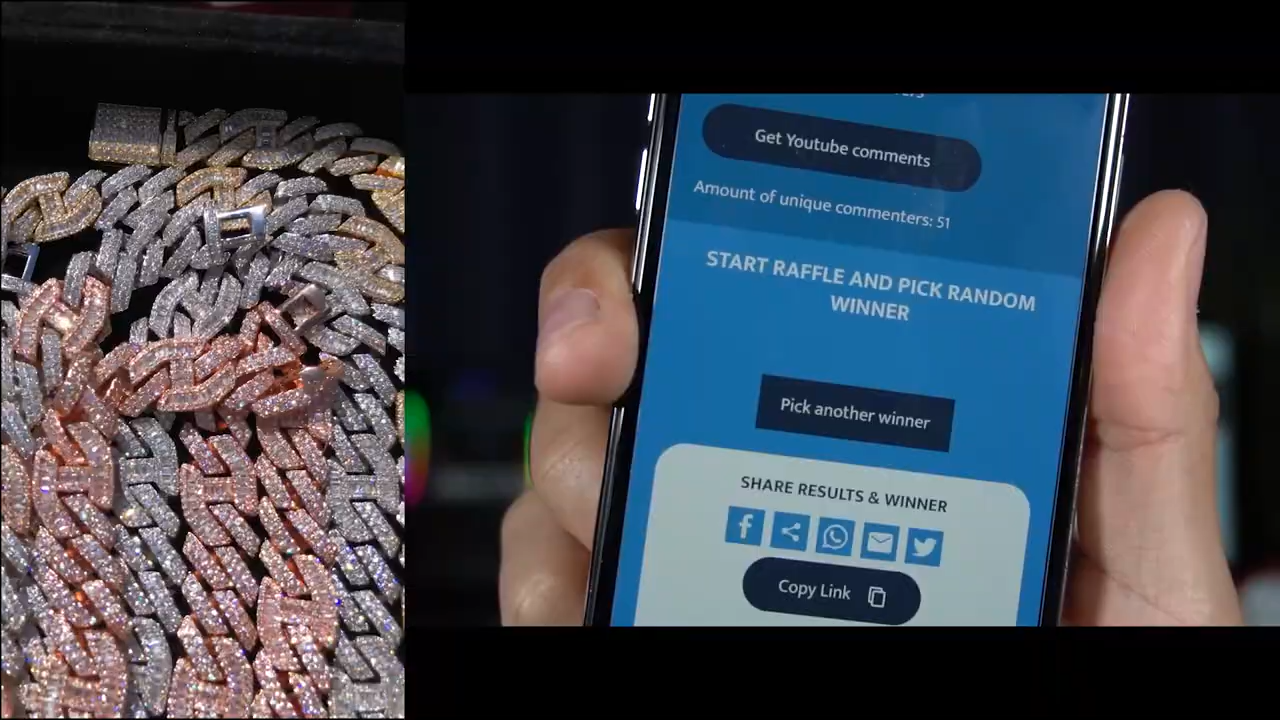 Get Youtube comments
Amount of unique commenters: 51
START RAFFLE AND PICK RANDOM
WINNER
Pick another winner
SHARE RESULTS & WINNER
Copy Link